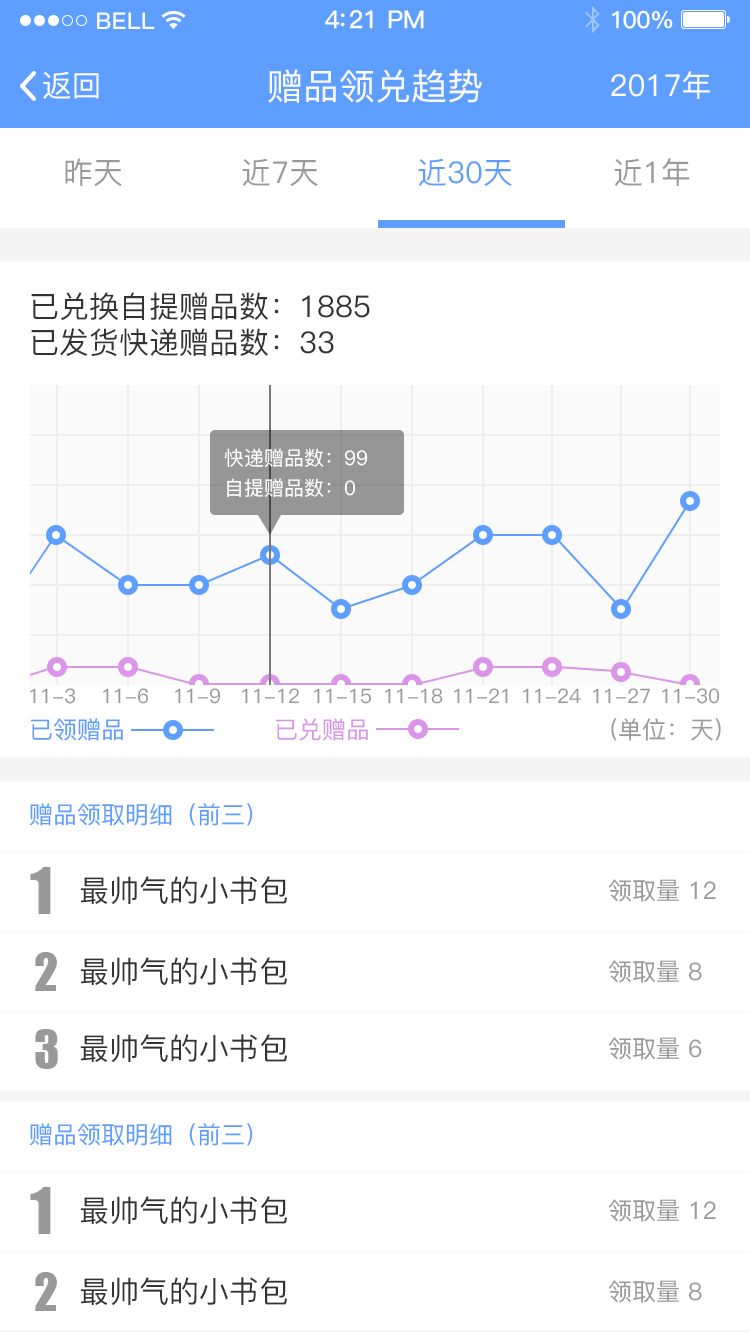 BELL 4:21 PM 100%
返回 赠品领兑趋势 2017年
昨天 近7天 近30天 近1年
已兑换自提赠品数：1885
已发货快递赠品数：33
快递赠品数：99
自提赠品数：0
11-3 11-6 11-9 11-12 11-15 11-18 11-21 11-24 11-27 11-30
已领赠品 已兑赠品 （单位：天）
赠品领取明细（前三）
1 最帅气的小书包 领取量 12
2 最帅气的小书包 领取量 8
3 最帅气的小书包 领取量 6
赠品领取明细（前三）
1 最帅气的小书包 领取量 12
2 最帅气的小书包 领取量 8